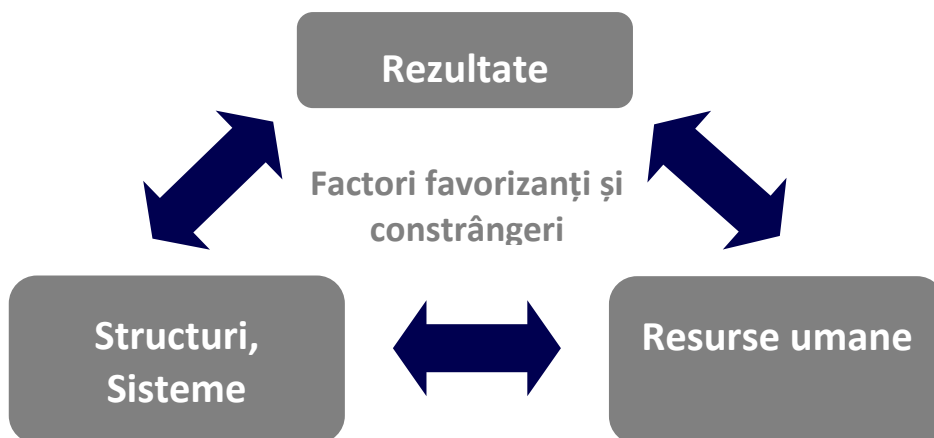 Rezultate
Factori favorizanți și
constrângeri
Structuri,
Sisteme
Resurse umane